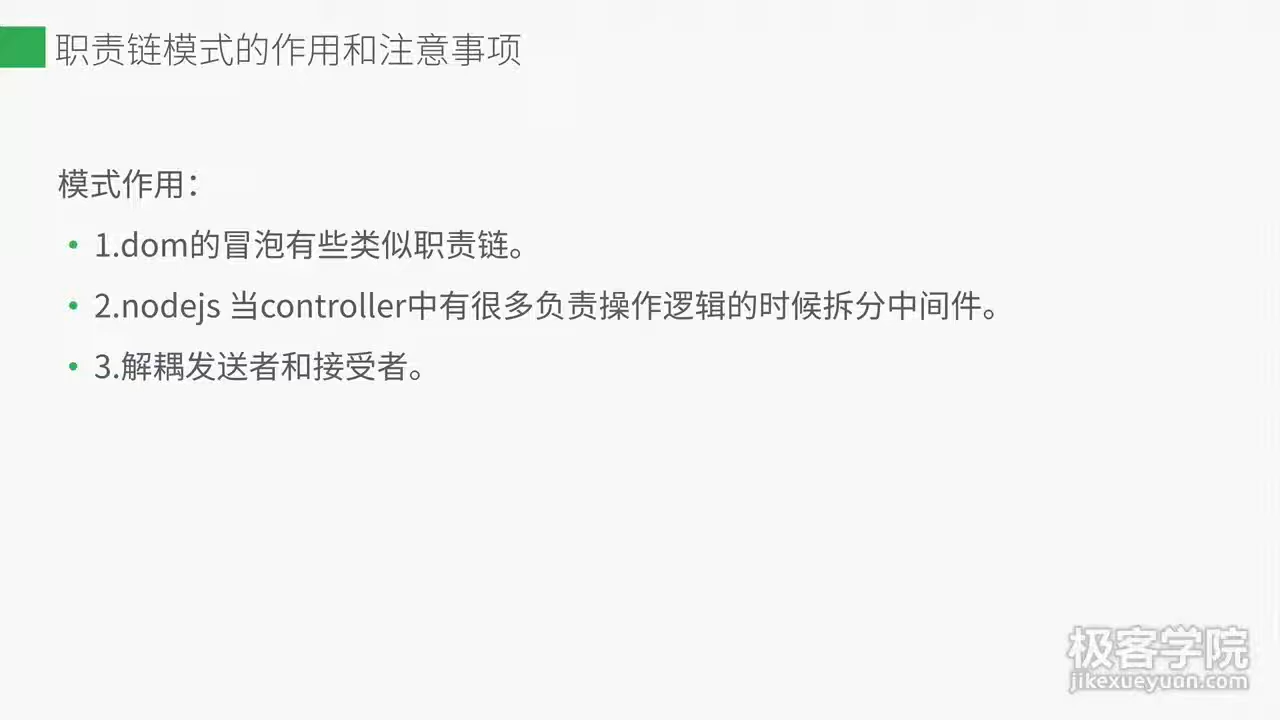 职责链模式的作用和注意事项
模式作用：
• 1.dom的冒泡有些类似职责链。
• 2.nodejs 当controller中有很多负责操作逻辑的时候拆分中间件。
• 3.解耦发送者和接受者。
极客学院
jikexueyuan.com